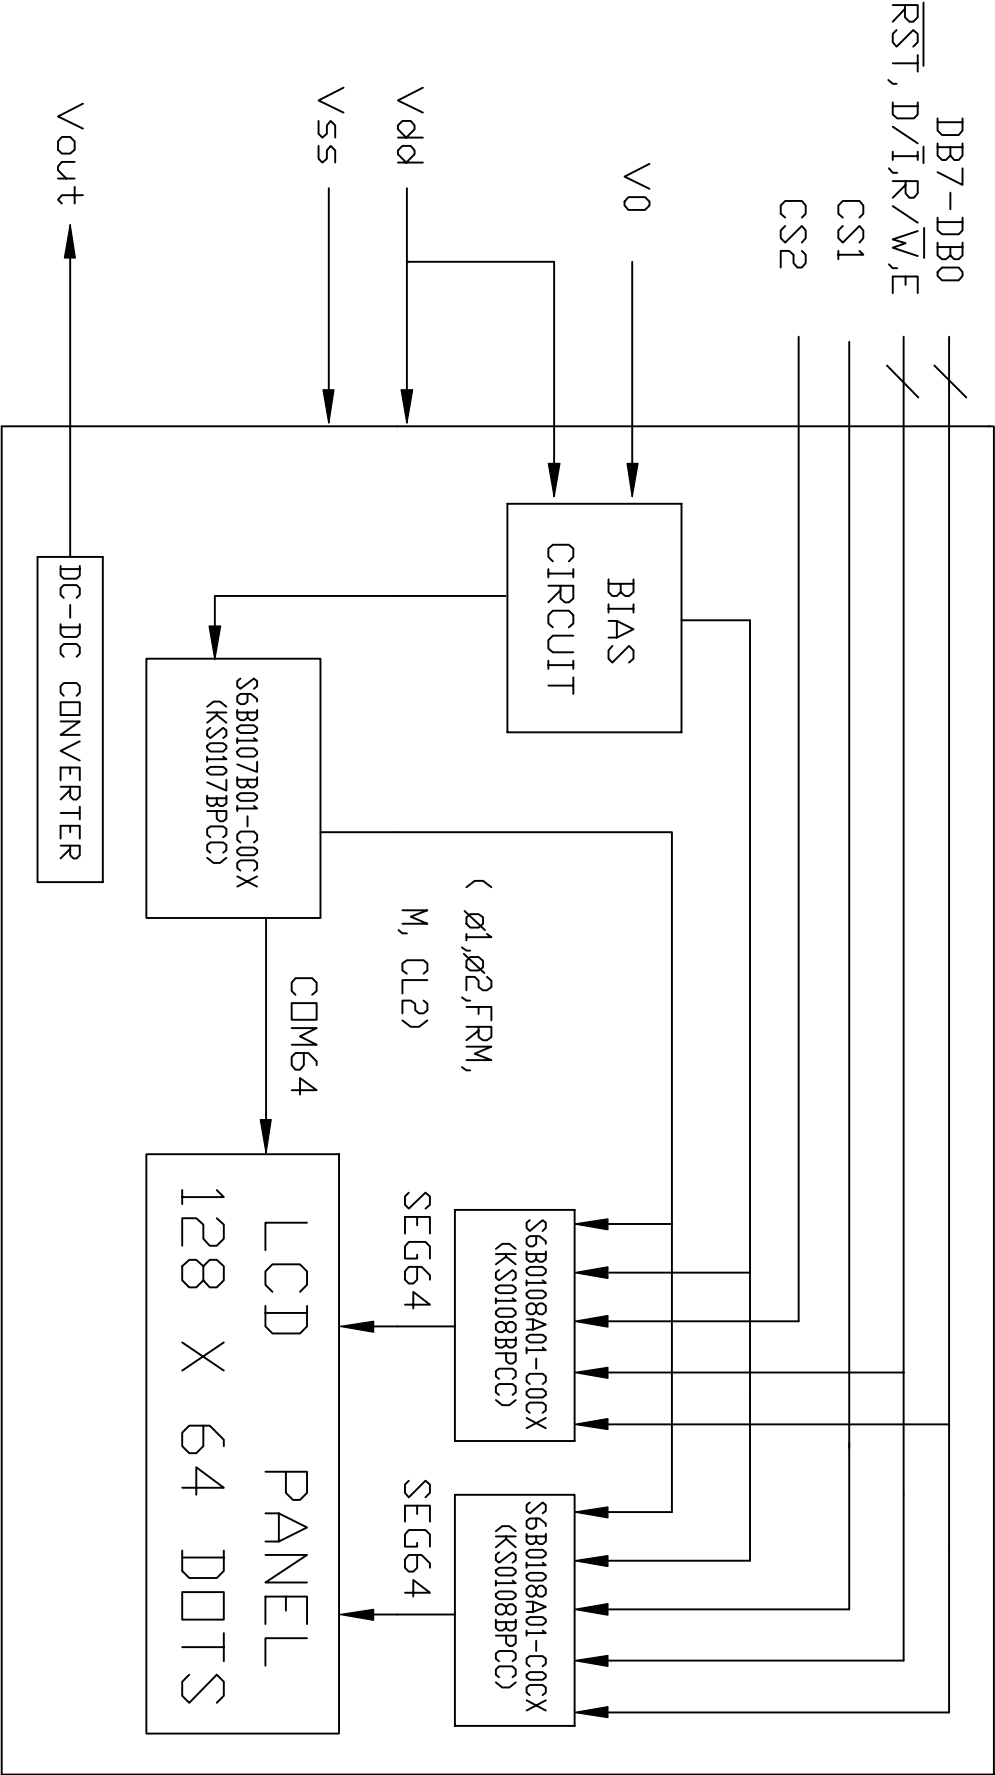 DB7-DB0
R̅S̅T̅, D/I̅,R/W̅,E
CS1
CS2
V0
Vdd
Vss
Vout
BIAS
CIRCUIT
S6B0107B01-C0CX
(KS0107BPCC)
DC-DC CONVERTER
( ø1,ø2,FRM,
M, CL2)
COM64
S6B0108A01-C0CX
(KS0108BPCC)
S6B0108A01-C0CX
(KS0108BPCC)
SEG64
SEG64
LCD PANEL
128 X 64 DOTS